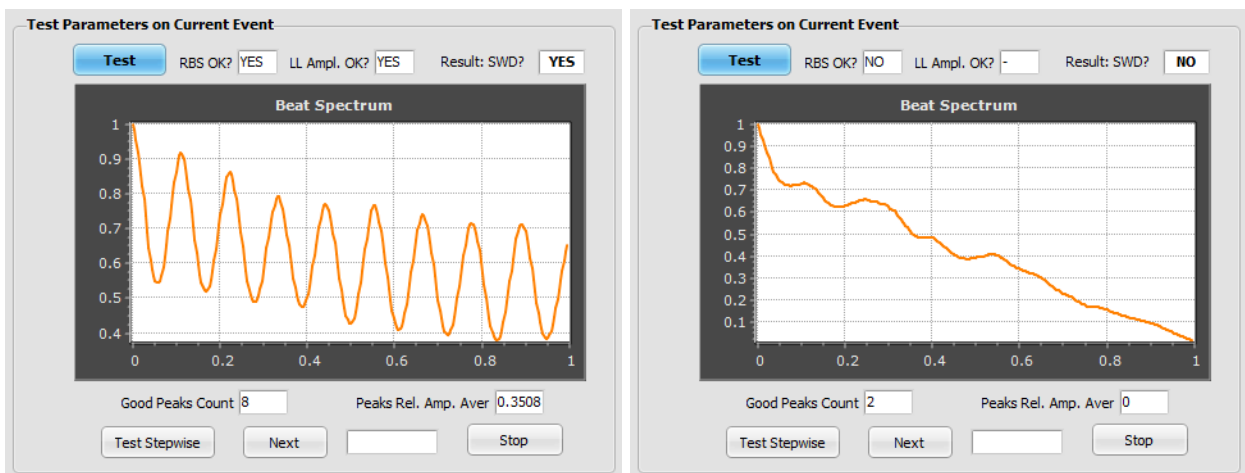 Test Parameters on Current Event
Test RBS OK? YES LL Ampl. OK? YES Result: SWD? YES
Beat Spectrum
1
0.9
0.8
0.7
0.6
0.5
0.4
0 0.2 0.4 0.6 0.8 1
Good Peaks Count 8 Peaks Rel. Amp. Aver 0.3508
Test Stepwise Next Stop
Test Parameters on Current Event
Test RBS OK? NO LL Ampl. OK? - Result: SWD? NO
Beat Spectrum
1
0.9
0.8
0.7
0.6
0.5
0.4
0.3
0.2
0.1
0 0.2 0.4 0.6 0.8 1
Good Peaks Count 2 Peaks Rel. Amp. Aver 0
Test Stepwise Next Stop